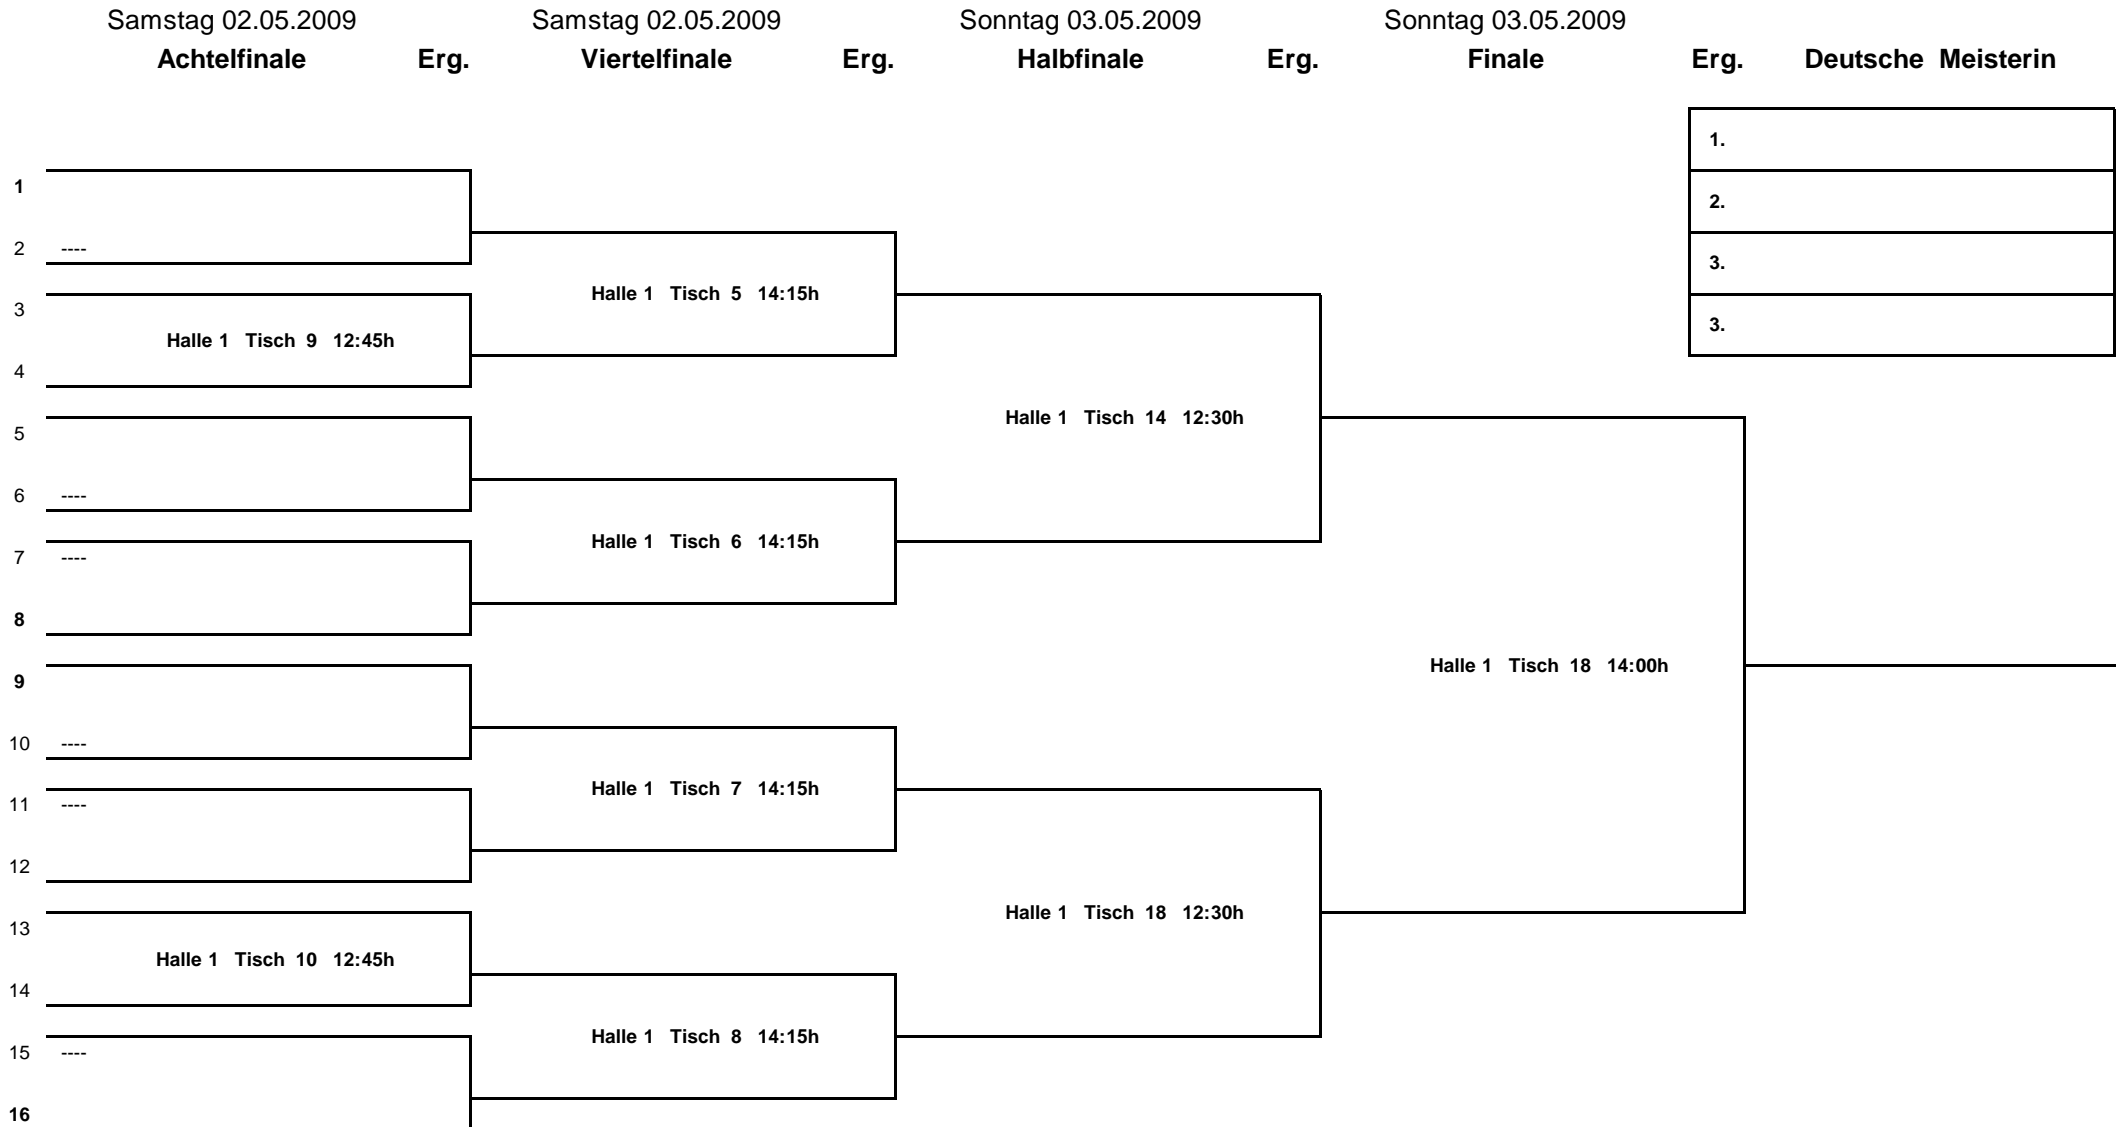 Samstag 02.05.2009 Samstag 02.05.2009 Sonntag 03.05.2009 Sonntag 03.05.2009
Achtelfinale Erg. Viertelfinale Erg. Halbfinale Erg. Finale Erg. Deutsche Meisterin
1.
1
2.
2 ----
3.
Halle 1 Tisch 5 14:15h
3
3.
Halle 1 Tisch 9 12:45h
4
Halle 1 Tisch 14 12:30h
5
6 ----
Halle 1 Tisch 6 14:15h
7 ----
8
Halle 1 Tisch 18 14:00h
9
10 ----
Halle 1 Tisch 7 14:15h
11 ----
12
Halle 1 Tisch 18 12:30h
13
Halle 1 Tisch 10 12:45h
14
Halle 1 Tisch 8 14:15h
15 ----
16